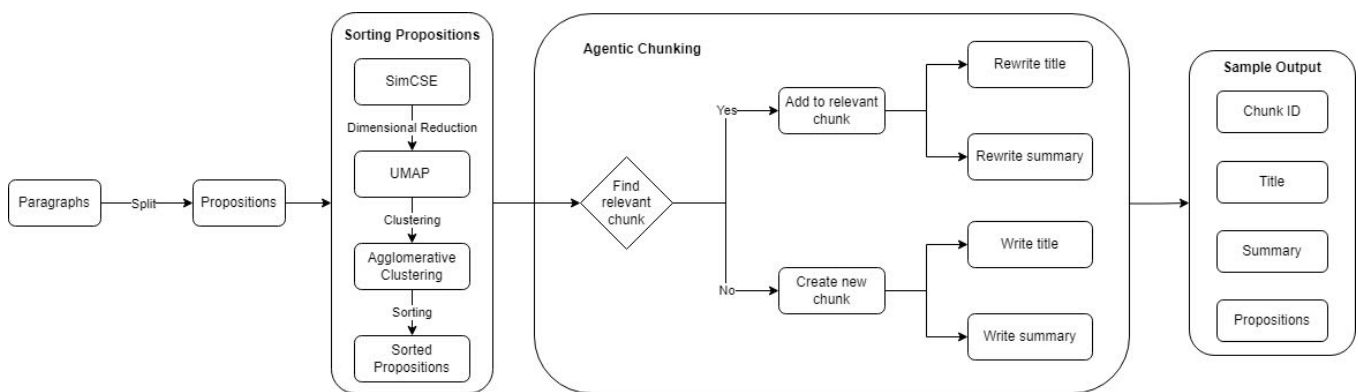 Paragraphs
Split
Propositions
Sorting Propositions
SimCSE
Dimensional Reduction
UMAP
Clustering
Agglomerative
Clustering
Sorting
Sorted
Propositions
Agentic Chunking
Find
relevant
chunk
Yes
Add to relevant
chunk
Rewrite title
Rewrite summary
No
Create new
chunk
Write title
Write summary
Sample Output
Chunk ID
Title
Summary
Propositions